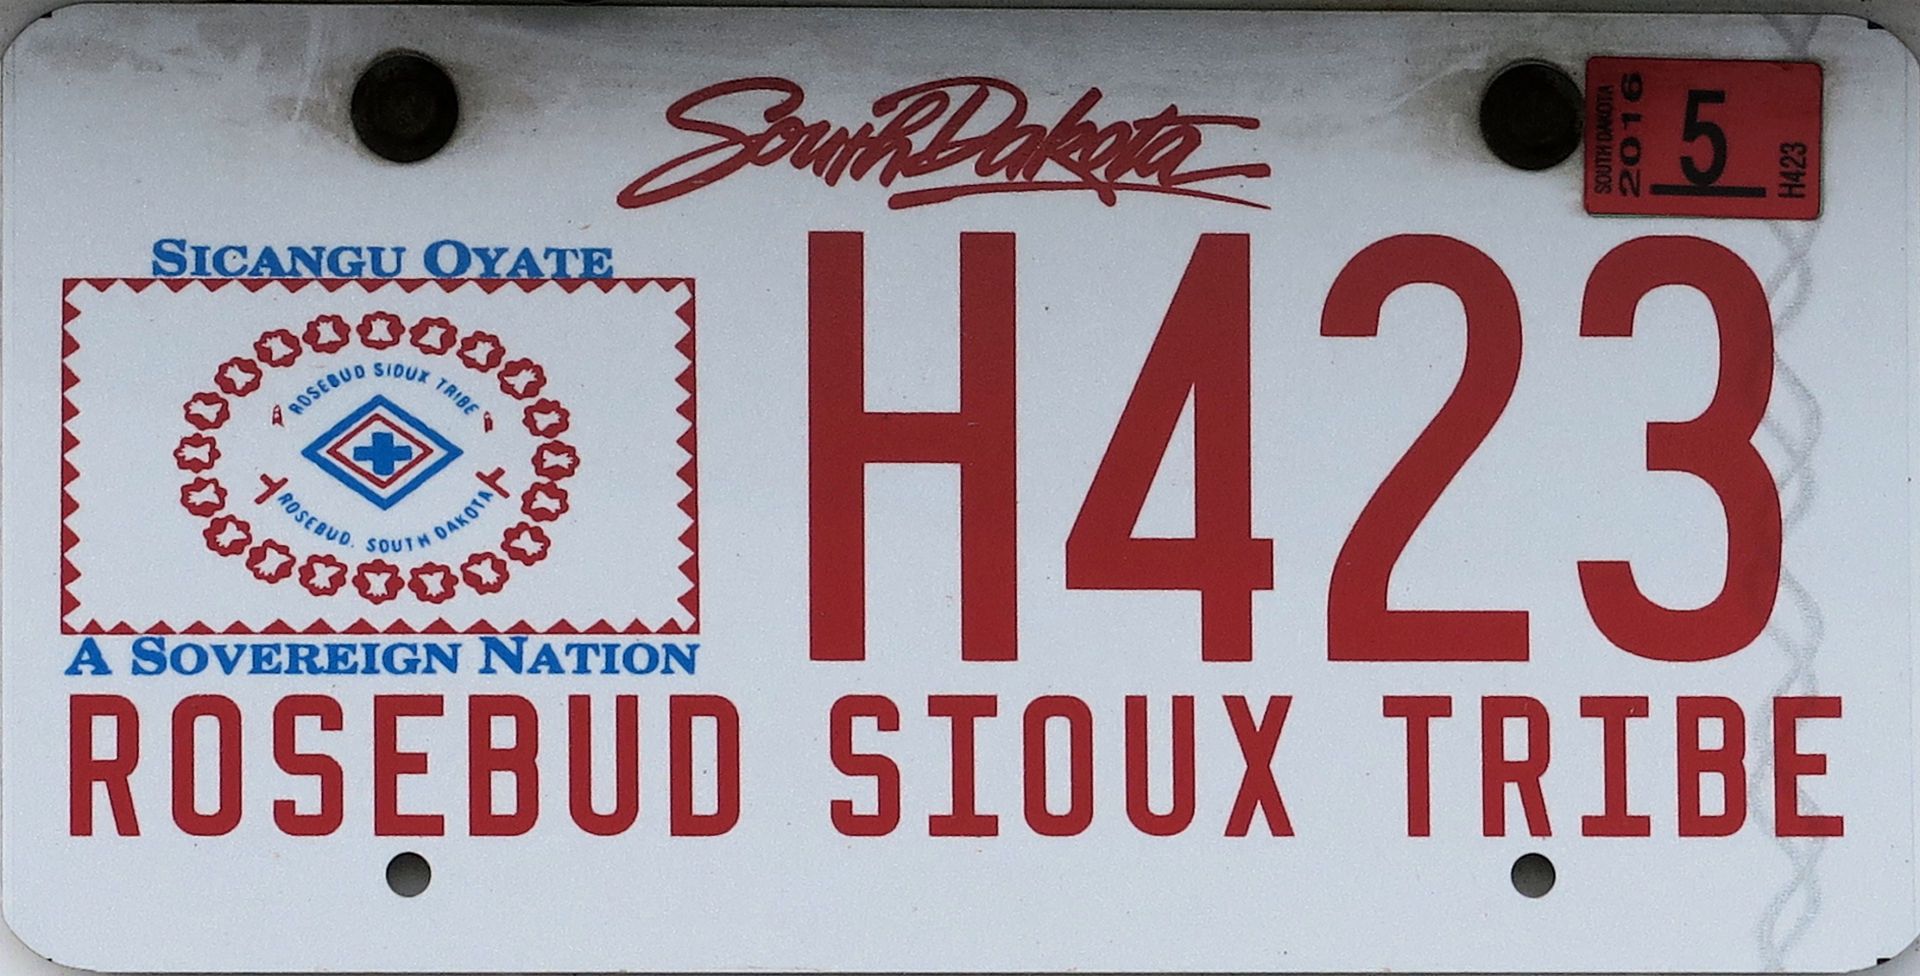 South Dakota
SOUTH DAKOTA
2016
5
H423
SICANGU OYATE
ROSEBUD SIOUX TRIBE
ROSEBUD, SOUTH DAKOTA
A SOVEREIGN NATION
H423
ROSEBUD SIOUX TRIBE